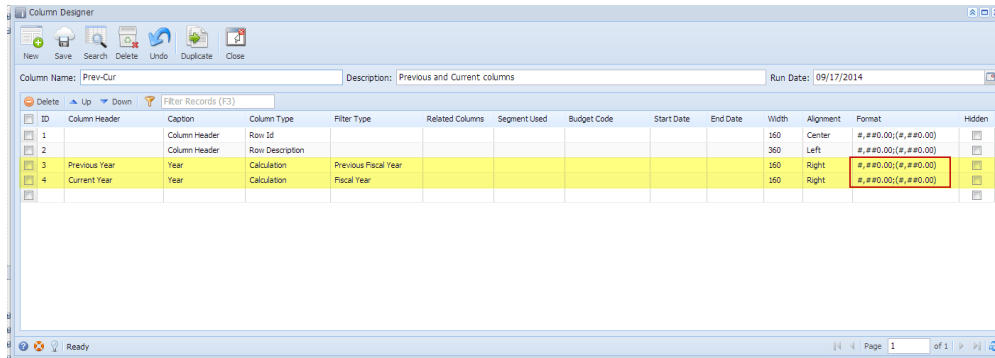 Column Designer
New Save Search Delete Undo Duplicate Close
Column Name: Prev-Cur Description: Previous and Current columns Run Date: 09/17/2014
Delete Up Down Filter Records (F3)
ID Column Header Caption Column Type Filter Type Related Columns Segment Used Budget Code Start Date End Date Width Alignment Format Hidden
1 Column Header Row Id 160 Center #,##0.00;(#,##0.00)
2 Column Header Row Description 360 Left #,##0.00;(#,##0.00)
3 Previous Year Year Calculation Previous Fiscal Year 160 Right #,##0.00;(#,##0.00)
4 Current Year Year Calculation Fiscal Year 160 Right #,##0.00;(#,##0.00)
Ready Page 1 of 1